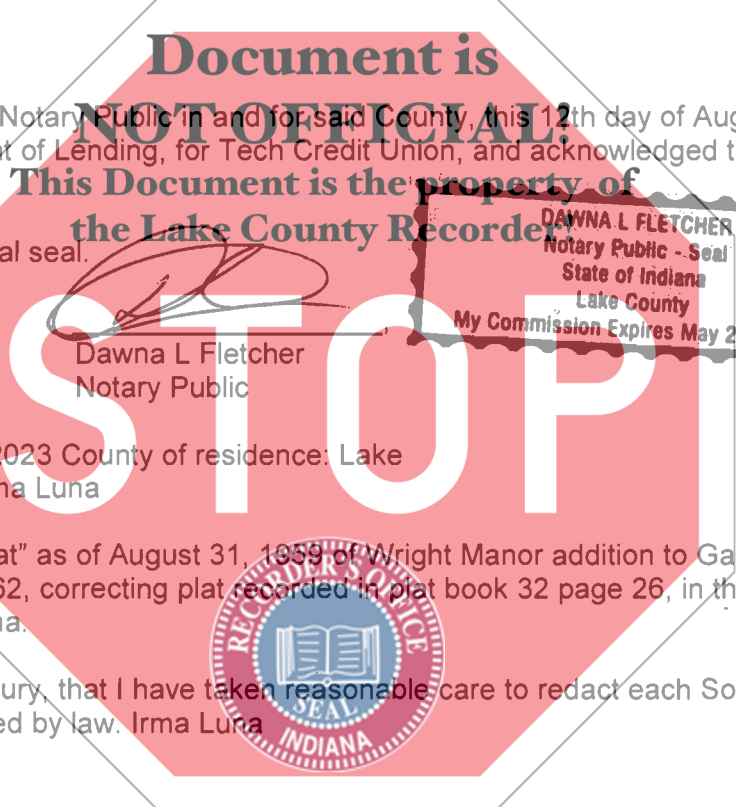 Document is
Notary Public in and for said County, this 12th day of Aug
NOT OFFICIAL!
t of Lending, for Tech Credit Union, and acknowledged t
This Document is the property of
the Lake County Recorder!
al seal.
DAWNA L FLETCHER
Notary Public - Seal
State of Indiana
Lake County
My Commission Expires May 2
STOP
Dawna L Fletcher
Notary Public
2023 County of residence: Lake
na Luna
at” as of August 31, 1959 of Wright Manor addition to Ga
62, correcting plat recorded in plat book 32 page 26, in th
na.
RECORDER'S OFFICE
SEAL
INDIANA
ury, that I have taken reasonable care to redact each So
ed by law. Irma Luna